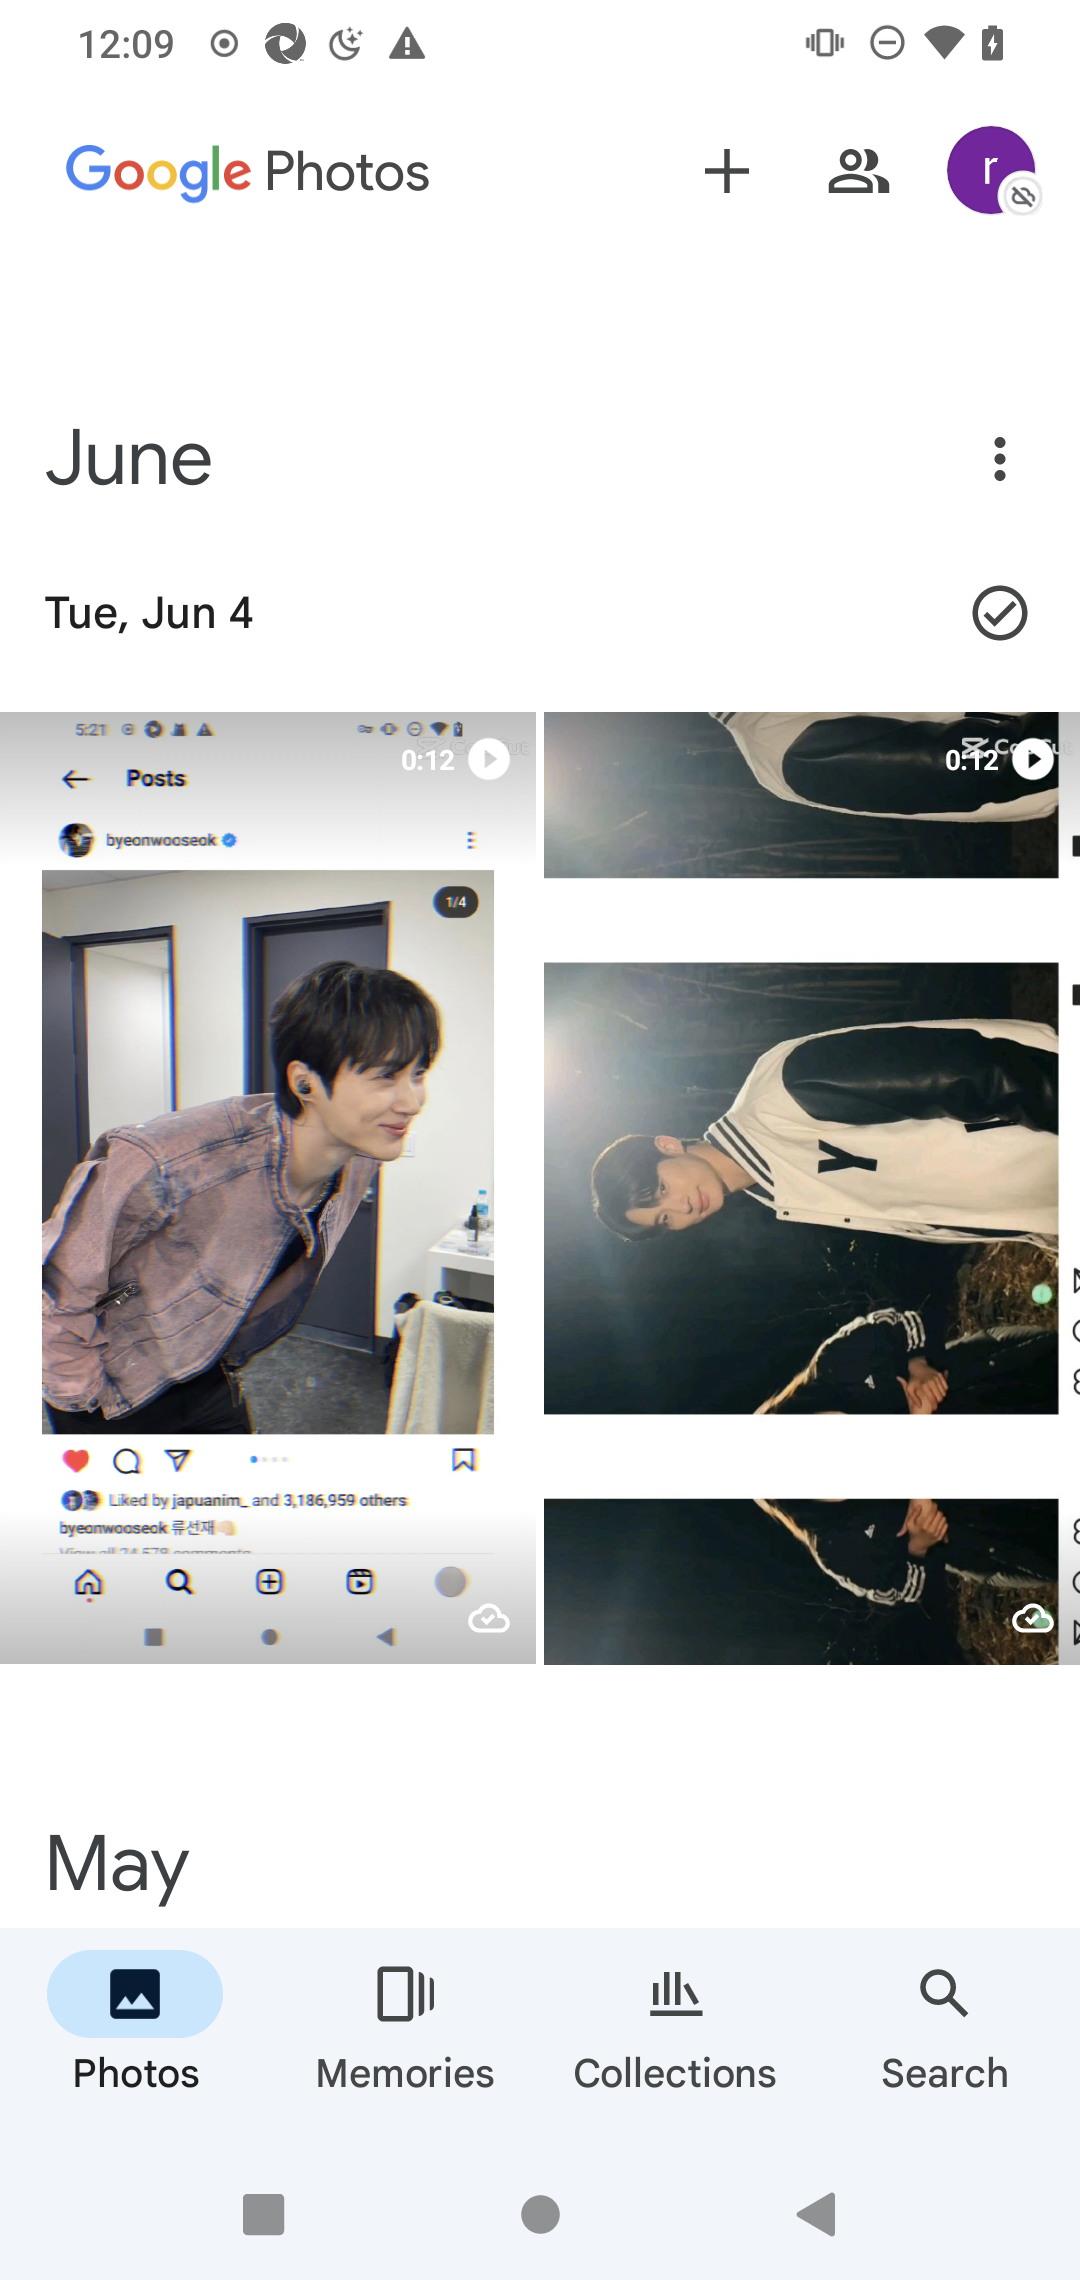 12:09
Google Photos
r
June
Tue, Jun 4
5:21
0:12
Posts
byeonwooseok
1/4
Liked by japuanim_ and 3,186,959 others
byeonwooseok 류선재
0:12
CapCut
Y
May
Photos
Memories
Collections
Search